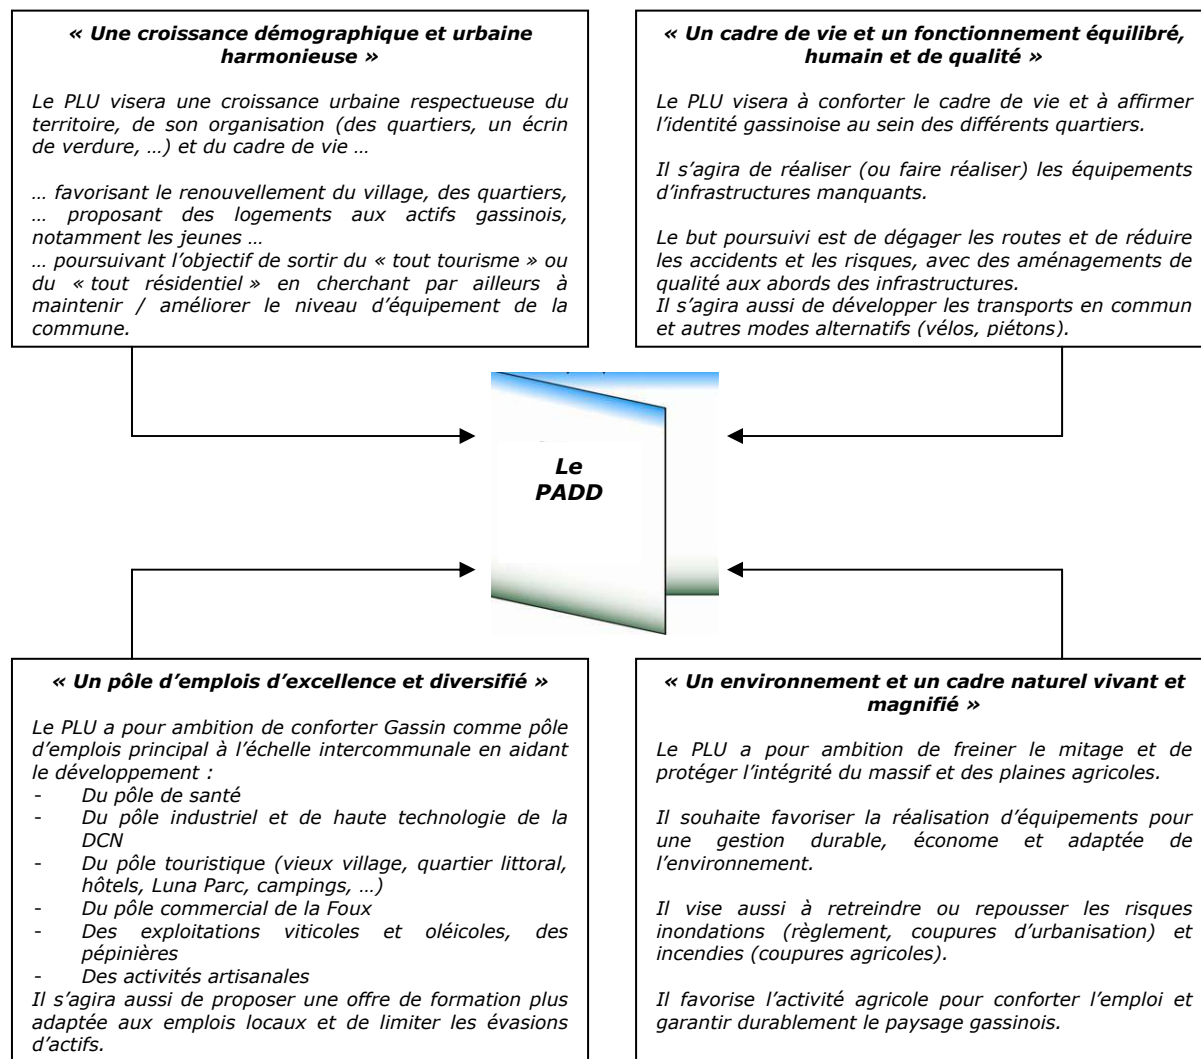 « Une croissance démographique et urbaine
harmonieuse »
Le PLU visera une croissance urbaine respectueuse du
territoire, de son organisation (des quartiers, un écrin
de verdure, …) et du cadre de vie …
… favorisant le renouvellement du village, des quartiers,
… proposant des logements aux actifs gassinois,
notamment les jeunes …
… poursuivant l’objectif de sortir du « tout tourisme » ou
du « tout résidentiel » en cherchant par ailleurs à
maintenir / améliorer le niveau d’équipement de la
commune.
« Un cadre de vie et un fonctionnement équilibré,
humain et de qualité »
Le PLU visera à conforter le cadre de vie et à affirmer
l’identité gassinoise au sein des différents quartiers.
Il s’agira de réaliser (ou faire réaliser) les équipements
d’infrastructures manquants.
Le but poursuivi est de dégager les routes et de réduire
les accidents et les risques, avec des aménagements de
qualité aux abords des infrastructures.
Il s’agira aussi de développer les transports en commun
et autres modes alternatifs (vélos, piétons).
Le
PADD
« Un pôle d’emplois d’excellence et diversifié »
Le PLU a pour ambition de conforter Gassin comme pôle
d’emplois principal à l’échelle intercommunale en aidant
le développement :
- Du pôle de santé
- Du pôle industriel et de haute technologie de la
DCN
- Du pôle touristique (vieux village, quartier littoral,
hôtels, Luna Parc, campings, …)
- Du pôle commercial de la Foux
- Des exploitations viticoles et oléicoles, des
pépinières
- Des activités artisanales
Il s’agira aussi de proposer une offre de formation plus
adaptée aux emplois locaux et de limiter les évasions
d’actifs.
« Un environnement et un cadre naturel vivant et
magnifié »
Le PLU a pour ambition de freiner le mitage et de
protéger l’intégrité du massif et des plaines agricoles.
Il souhaite favoriser la réalisation d’équipements pour
une gestion durable, économe et adaptée de
l’environnement.
Il vise aussi à retreindre ou repousser les risques
inondations (règlement, coupures d’urbanisation) et
incendies (coupures agricoles).
Il favorise l’activité agricole pour conforter l’emploi et
garantir durablement le paysage gassinois.